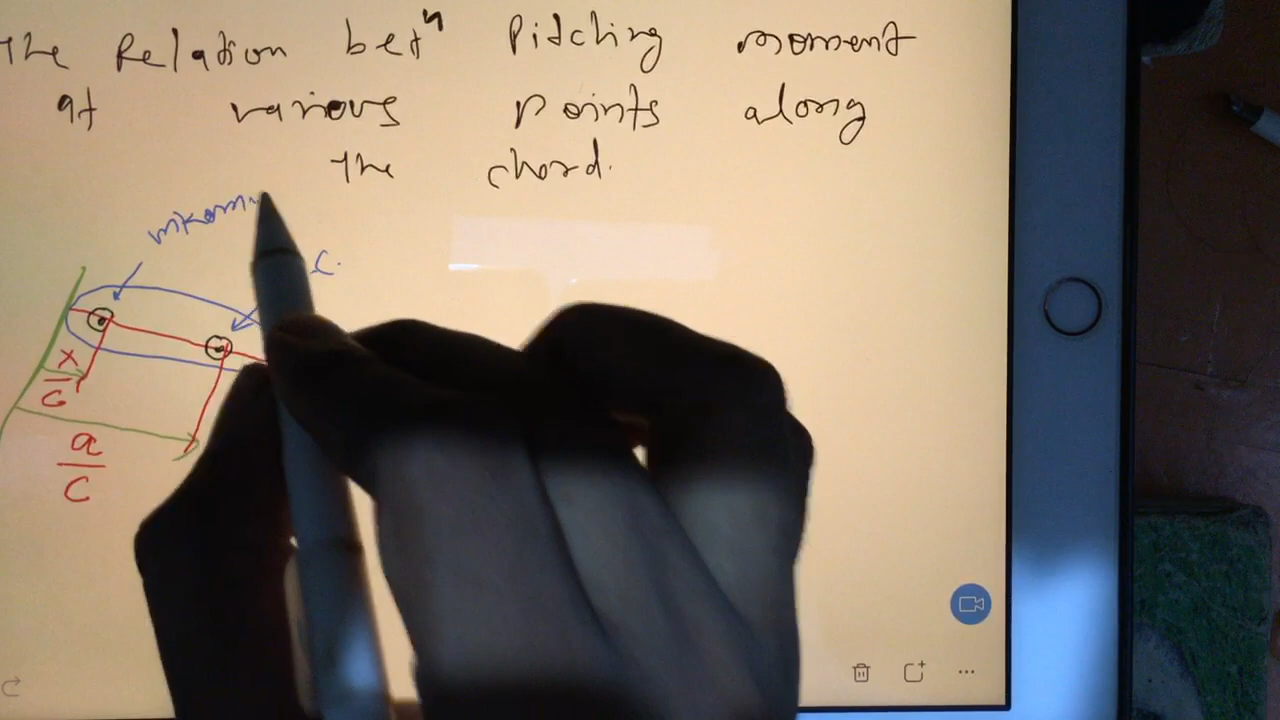 The Relation betⁿ Pitching moment
at various points along
the chord.
C.
x
C
a
C